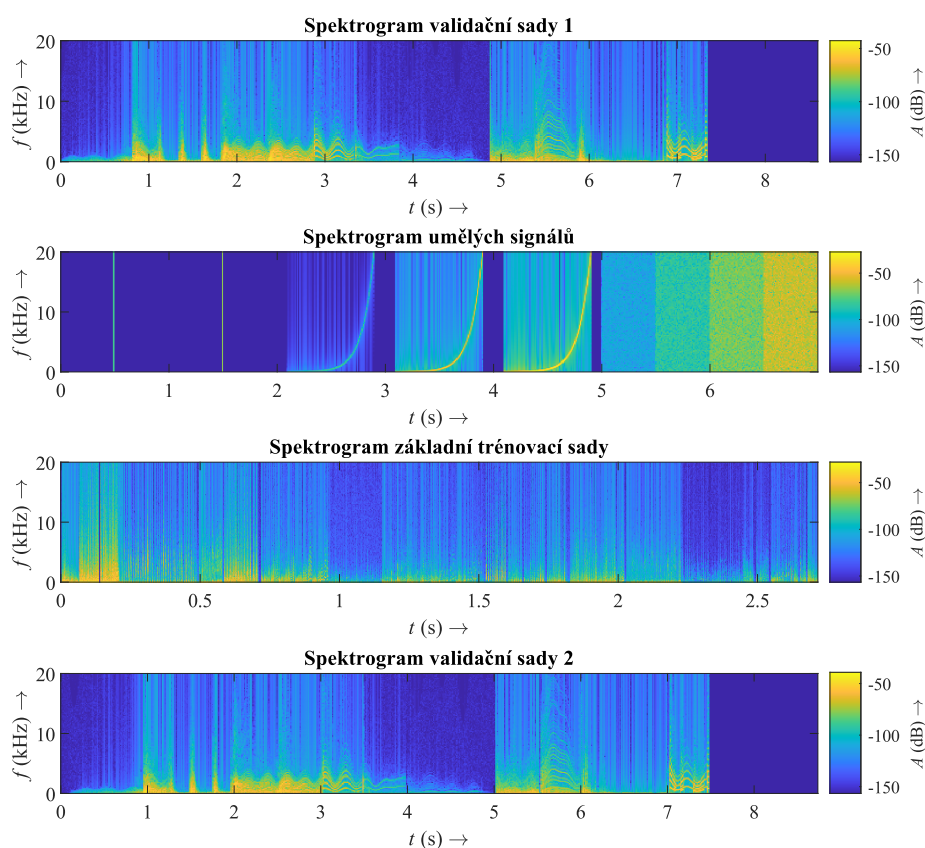 Spektrogram validační sady 1
20
10
0
f (kHz) →
0 1 2 3 4 5 6 7 8
t (s) →
-50
-100
-150
A (dB) →
Spektrogram umělých signálů
20
10
0
f (kHz) →
0 1 2 3 4 5 6
t (s) →
-50
-100
-150
A (dB) →
Spektrogram základní trénovací sady
20
10
0
f (kHz) →
0 0.5 1 1.5 2 2.5
t (s) →
-50
-100
-150
A (dB) →
Spektrogram validační sady 2
20
10
0
f (kHz) →
0 1 2 3 4 5 6 7 8
t (s) →
-50
-100
-150
A (dB) →